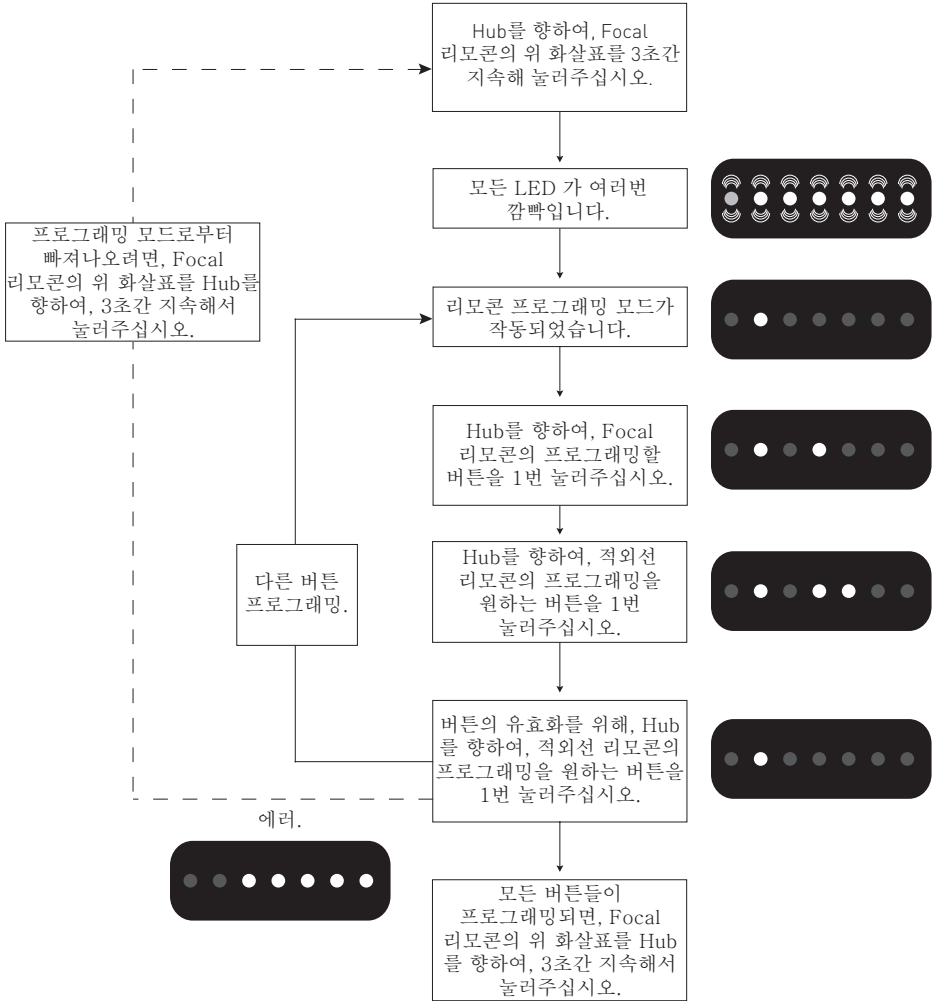 Hub를 향하여, Focal
리모콘의 위 화살표를 3초간
지속해 눌러주십시오.
모든 LED 가 여러번
깜빡입니다.
프로그래밍 모드로부터
빠져나오려면, Focal
리모콘의 위 화살표를 Hub를
향하여, 3초간 지속해서
눌러주십시오.
리모콘 프로그래밍 모드가
작동되었습니다.
Hub를 향하여, Focal
리모콘의 프로그래밍할
버튼을 1번 눌러주십시오.
다른 버튼
프로그래밍.
Hub를 향하여, 적외선
리모콘의 프로그래밍을
원하는 버튼을 1번
눌러주십시오.
버튼의 유효화를 위해, Hub
를 향하여, 적외선 리모콘의
프로그래밍을 원하는 버튼을
1번 눌러주십시오.
에러.
모든 버튼들이
프로그래밍되면, Focal
리모콘의 위 화살표를 Hub
를 향하여, 3초간 지속해서
눌러주십시오.